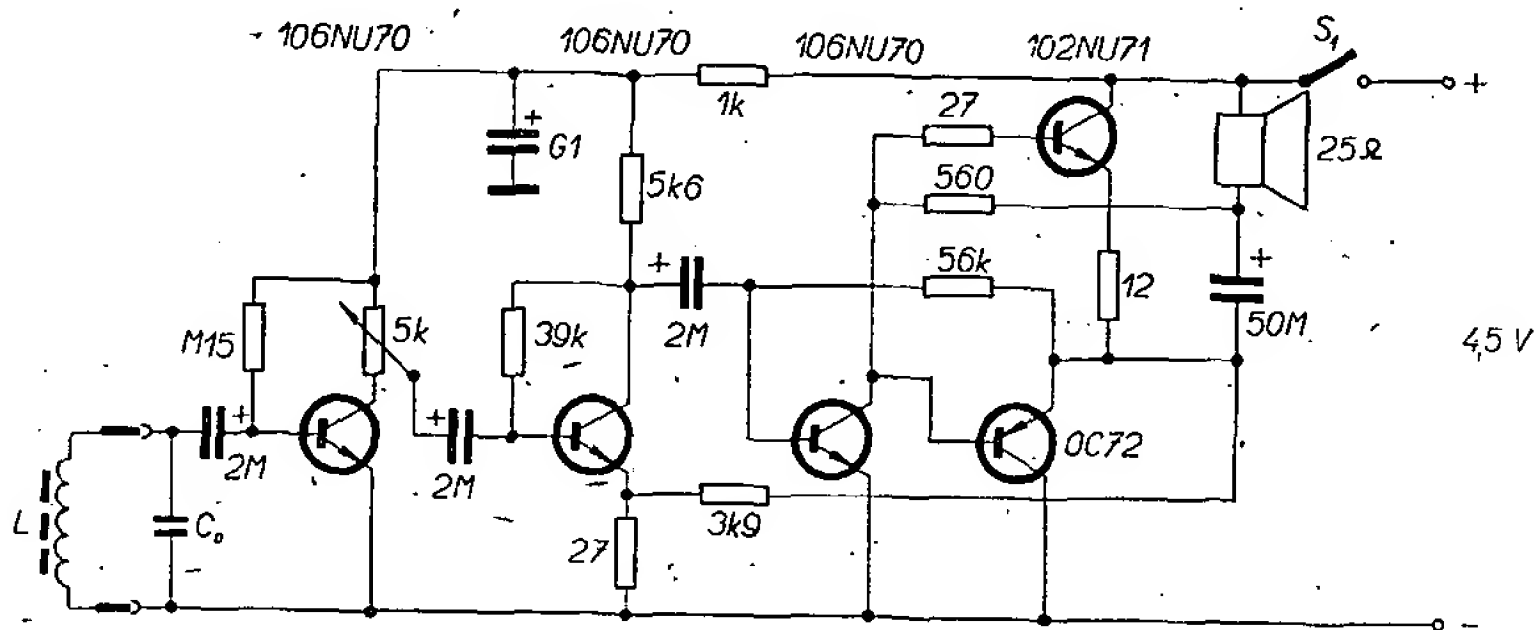 106NU70
106NU70
106NU70
102NU71
S₁
+
1k
27
+
G1
25Ω
5k6
560
+
56k
+
12
M15
5k
39k
2M
50M
4,5 V
+
+
2M
2M
OC72
L
C₀
3k9
27
-